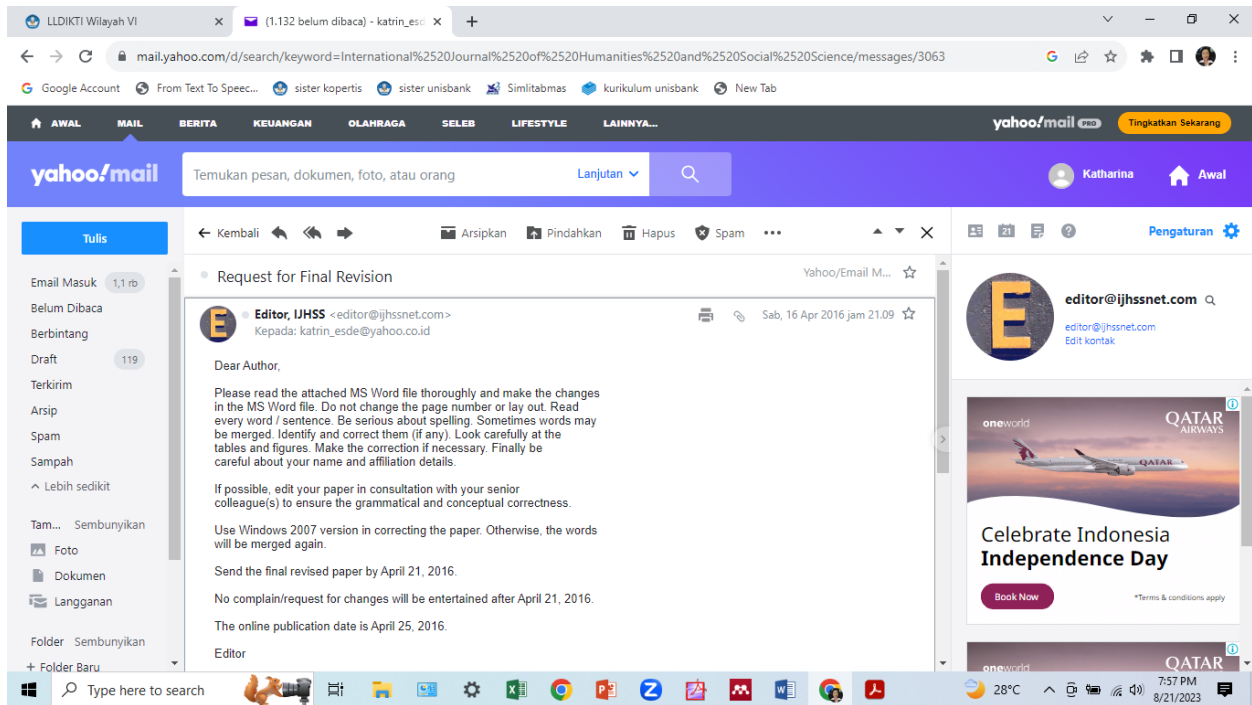 LLDIKTI Wilayah VI
(1.132 belum dibaca) - katrin_esd
mail.yahoo.com/d/search/keyword=International%2520Journal%2520of%2520Humanities%2520and%2520Social%2520Science/messages/3063
Google Account
From Text To Speec...
sister kopertis
sister unisbank
Simlitabmas
kurikulum unisbank
New Tab
AWAL MAIL BERITA KEUANGAN OLAHRAGA SELEB LIFESTYLE LAINNYA...
yahoo!mail PRO
Tingkatkan Sekarang
yahoo!mail
Temukan pesan, dokumen, foto, atau orang
Lanjutan
Katharina
Awal
Tulis
Kembali
Arsipkan
Pindahkan
Hapus
Spam
21
Pengaturan
Email Masuk 1,1 rb
Belum Dibaca
Berbintang
Draft 119
Terkirim
Arsip
Spam
Sampah
Lebih sedikit
Tam... Sembunyikan
Foto
Dokumen
Langganan
Folder Sembunyikan
+ Folder Baru
Request for Final Revision
Yahoo/Email M...
E
Editor, IJHSS <editor@ijhssnet.com>
Kepada: katrin_esde@yahoo.co.id
Sab, 16 Apr 2016 jam 21.09
Dear Author,
Please read the attached MS Word file thoroughly and make the changes
in the MS Word file. Do not change the page number or lay out. Read
every word / sentence. Be serious about spelling. Sometimes words may
be merged. Identify and correct them (if any). Look carefully at the
tables and figures. Make the correction if necessary. Finally be
careful about your name and affiliation details.
If possible, edit your paper in consultation with your senior
colleague(s) to ensure the grammatical and conceptual correctness.
Use Windows 2007 version in correcting the paper. Otherwise, the words
will be merged again.
Send the final revised paper by April 21, 2016.
No complain/request for changes will be entertained after April 21, 2016.
The online publication date is April 25, 2016.
Editor
E
editor@ijhssnet.com
editor@ijhssnet.com
Edit kontak
oneworld
QATAR
AIRWAYS
QATAR
Celebrate Indonesia
Independence Day
Book Now
*Terms & conditions apply
oneworld
QATAR
Type here to search
28°C
7:57 PM
8/21/2023